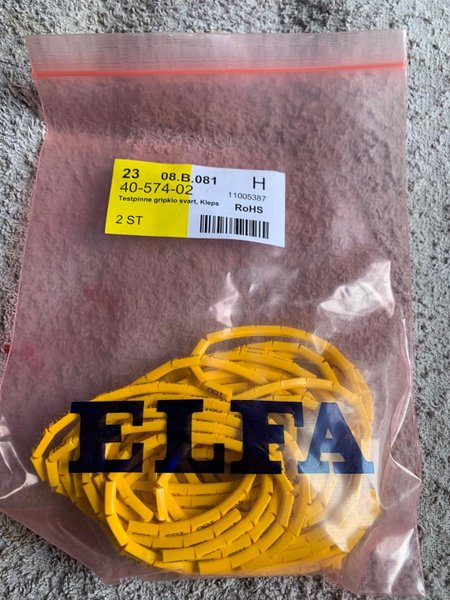 23 08.B.081 H
40-574-02 11005387
Testpinne gripklo svart, Kleps
RoHS
2 ST
ELFA